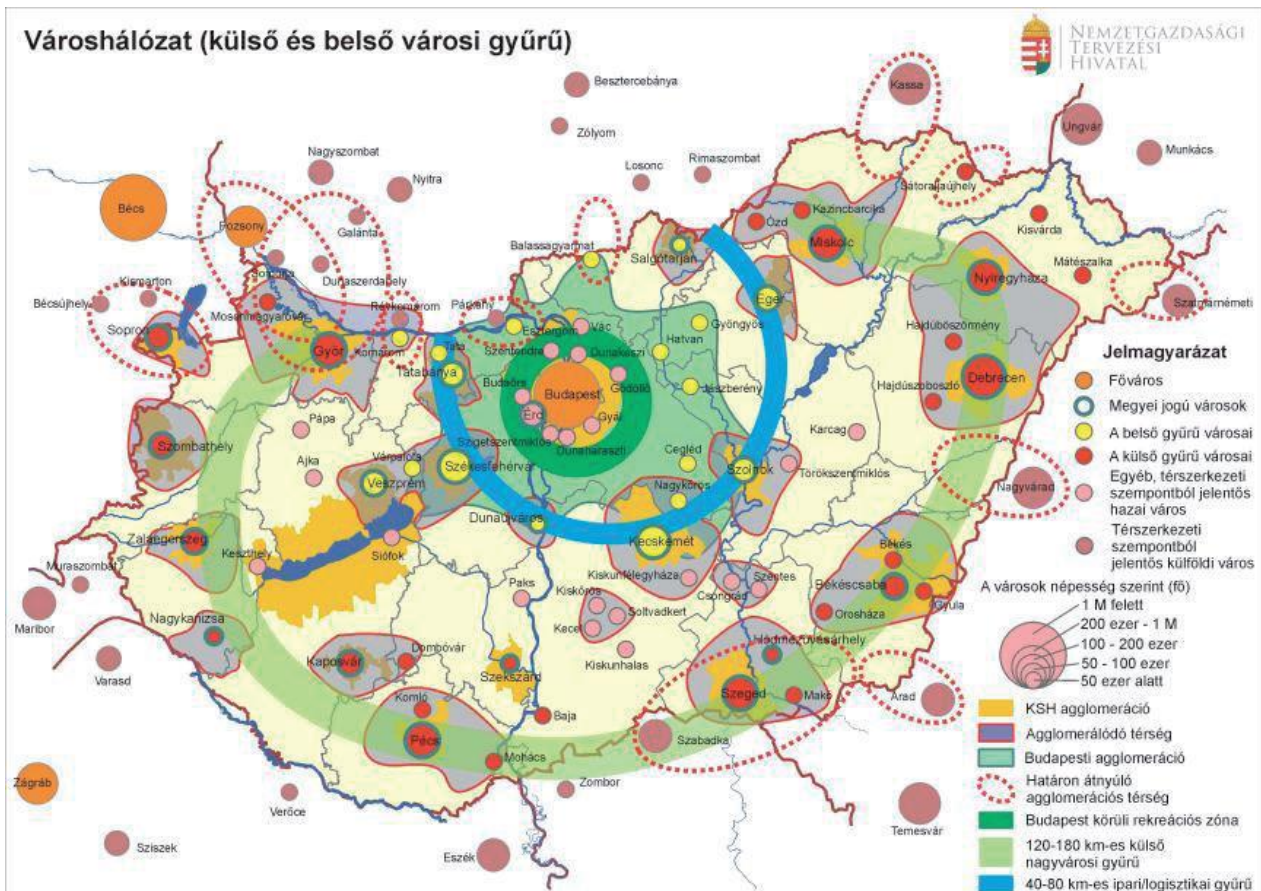 Városhálózat (külső és belső városi gyűrű)
NEMZETGAZDASÁGI
TERVEZÉSI
HIVATAL
Besztercebánya
Kassa
Zólyom
Ungvár
Munkács
Nagyszombat
Nyitra
Losonc
Rimaszombat
Sátoraljaújhely
Bécs
Pozsony
Galánta
Ózd
Kazincbarcika
Kisvárda
Balassagyarmat
Salgótarján
Miskolc
Somorja
Dunaszerdahely
Kismarton
Bécsújhely
Nyíregyháza
Mátészalka
Mosonmagyaróvár
Révkomárom
Párkány
Eger
Szatmárnémeti
Sopron
Győr
Komárom
Esztergom
Vác
Gyöngyös
Hatvan
Hajdúböszörmény
Tata
Szentendre
Dunakeszi
Tatabánya
Budaörs
Gödöllő
Jászberény
Hajdúszoboszló
Debrecen
Budapest
Érd
Gyál
Pápa
Szigetszentmiklós
Dunaharaszti
Karcag
Szombathely
Ajka
Várpalota
Székesfehérvár
Cegléd
Szolnok
Törökszentmiklós
Veszprém
Nagykőrös
Nagyvárad
Dunaújváros
Zalaegerszeg
Keszthely
Siófok
Kecskemét
Békés
Muraszombat
Kiskunfélegyháza
Szentes
Csongrád
Békéscsaba
Gyula
Maribor
Paks
Kiskőrös
Soltvadkert
Orosháza
Nagykanizsa
Kecel
Hódmezővásárhely
Dombóvár
Kaposvár
Kiskunhalas
Varasd
Szekszárd
Szeged
Makó
Arad
Komló
Baja
Szabadka
Pécs
Mohács
Zágráb
Zombor
Verőce
Temesvár
Sziszek
Eszék
Jelmagyarázat
Főváros
Megyei jogú városok
A belső gyűrű városai
A külső gyűrű városai
Egyéb, térszerkezeti
szempontból jelentős
hazai város
Térszerkezeti
szempontból
jelentős külföldi város
A városok népesség szerint (fő)
1 M felett
200 ezer - 1 M
100 - 200 ezer
50 - 100 ezer
50 ezer alatt
KSH agglomeráció
Agglomerálódó térség
Budapesti agglomeráció
Határon átnyúló
agglomerációs térség
Budapest körüli rekreációs zóna
120-180 km-es külső
nagyvárosi gyűrű
40-80 km-es ipari/logisztikai gyűrű